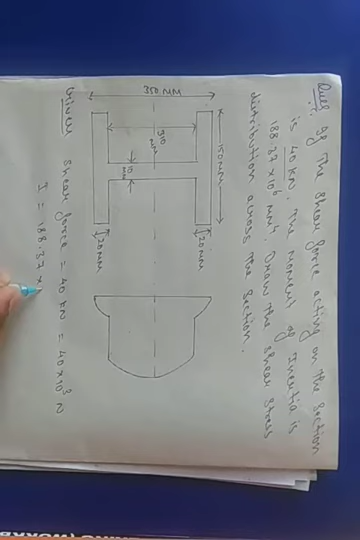 Ques: If The Shear force acting on The Section
is 40 KN. The Moment of Inertia is
188.37 × 10⁶ mm⁴. Draw The Shear Stress
distribution across The Section.
150MM
20MM
350 MM
310
MM
10
MM
20MM
Given Shear force = 40 KN = 40×10³ N
I = 188.37 ×